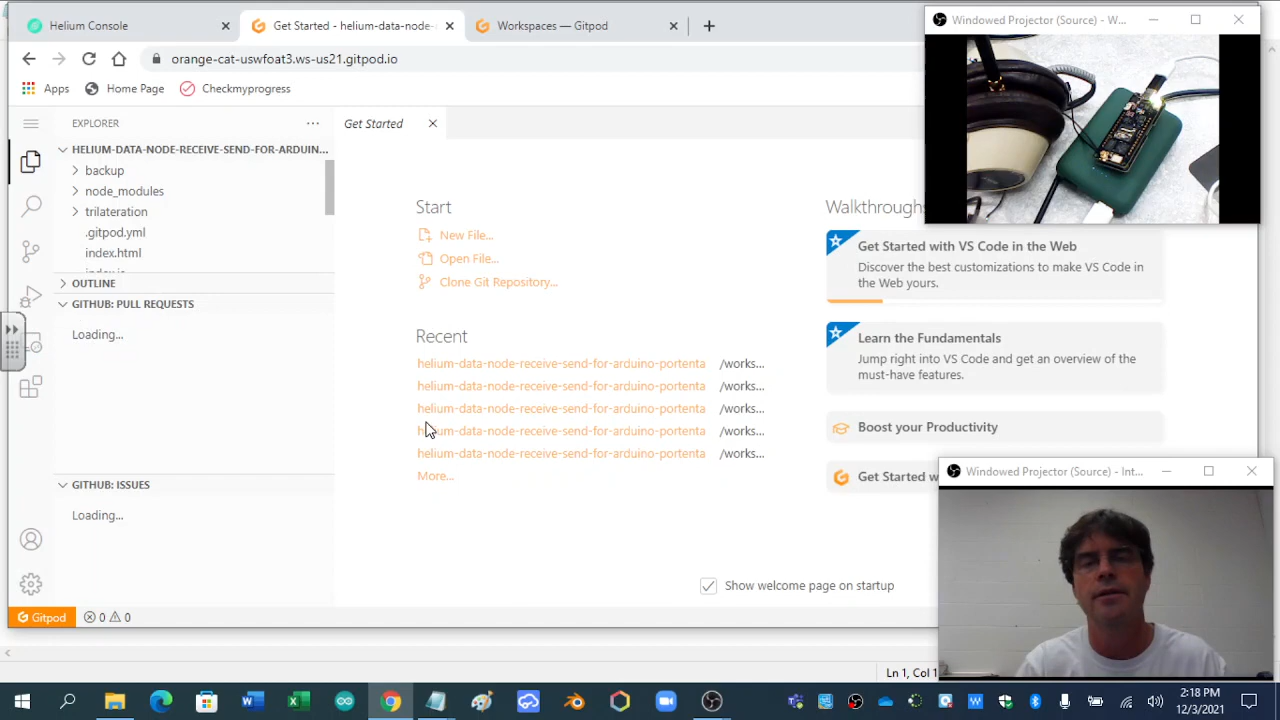 Helium Console
Get Started - helium-data-node-
Workspaces — Gitpod
Windowed Projector (Source) - W...
orange-cat-uswfoat3.ws-us21.gitpod.io
Apps
Home Page
Checkmyprogress
EXPLORER
HELIUM-DATA-NODE-RECEIVE-SEND-FOR-ARDUIN...
backup
node_modules
trilateration
.gitpod.yml
index.html
OUTLINE
GITHUB: PULL REQUESTS
Loading...
GITHUB: ISSUES
Loading...
Get Started
Start
New File...
Open File...
Clone Git Repository...
Recent
helium-data-node-receive-send-for-arduino-portenta /works...
helium-data-node-receive-send-for-arduino-portenta /works...
helium-data-node-receive-send-for-arduino-portenta /works...
helium-data-node-receive-send-for-arduino-portenta /works...
helium-data-node-receive-send-for-arduino-portenta /works...
More...
Walkthroughs
Get Started with VS Code in the Web
Discover the best customizations to make VS Code in
the Web yours.
Learn the Fundamentals
Jump right into VS Code and get an overview of the
must-have features.
Boost your Productivity
Get Started w
Windowed Projector (Source) - Int...
Show welcome page on startup
Gitpod
0
0
Ln 1, Col 1
2:18 PM
12/3/2021